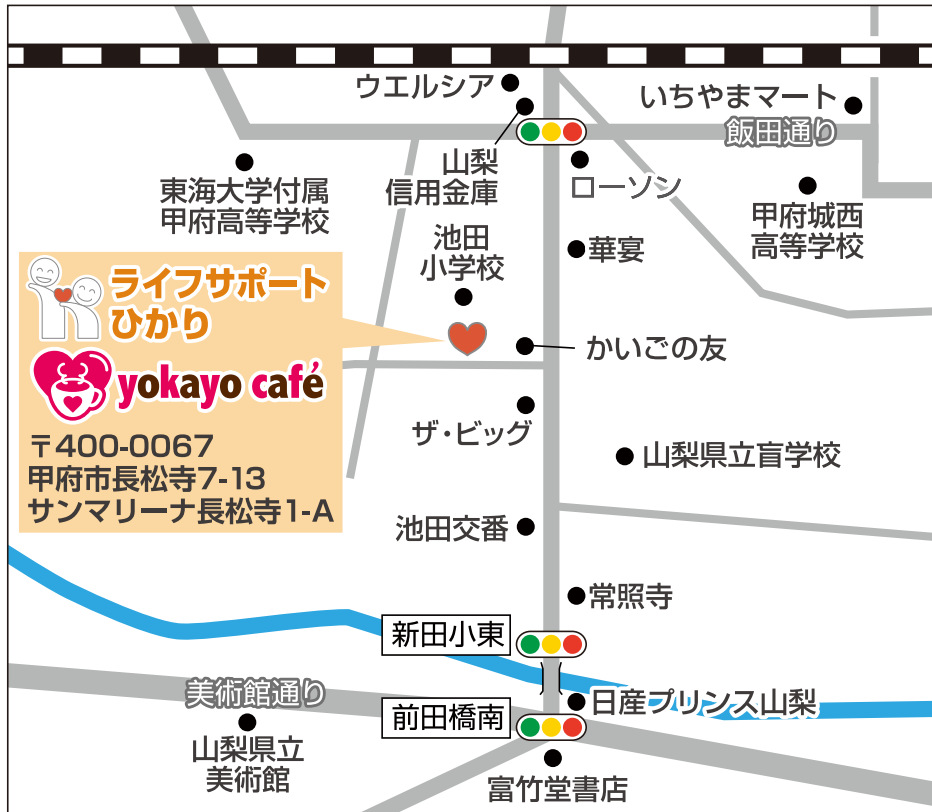 ウエルシア
いちやまマート
飯田通り
山梨
信用金庫
ローソン
東海大学付属
甲府高等学校
甲府城西
高等学校
池田
小学校
華宴
ライフサポート
ひかり
かいごの友
yokayo café
ザ・ビッグ
〒400-0067
甲府市長松寺7-13
サンマリーナ長松寺1-A
山梨県立盲学校
池田交番
常照寺
新田小東
美術館通り
日産プリンス山梨
前田橋南
山梨県立
美術館
富竹堂書店